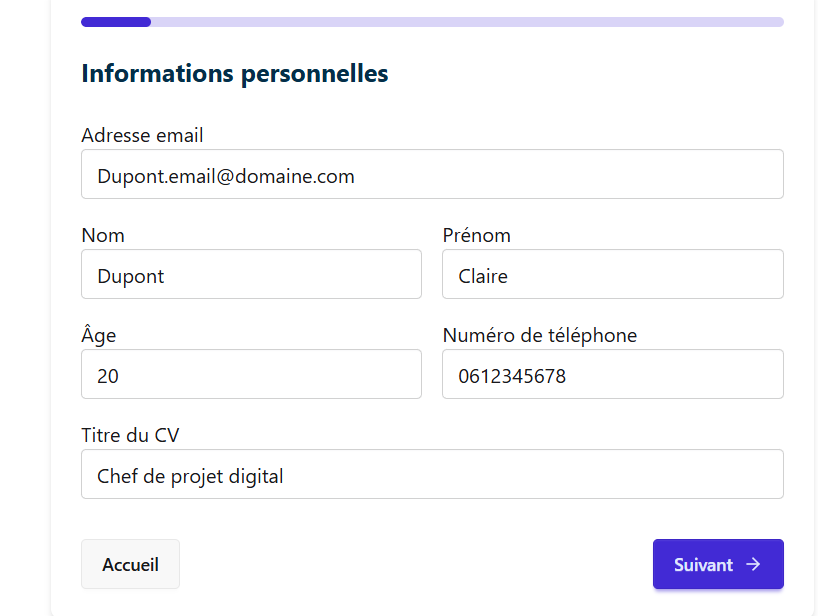 Informations personnelles
Adresse email
Dupont.email@domaine.com
Nom
Prénom
Dupont
Claire
Âge
Numéro de téléphone
20
0612345678
Titre du CV
Chef de projet digital
Accueil
Suivant →